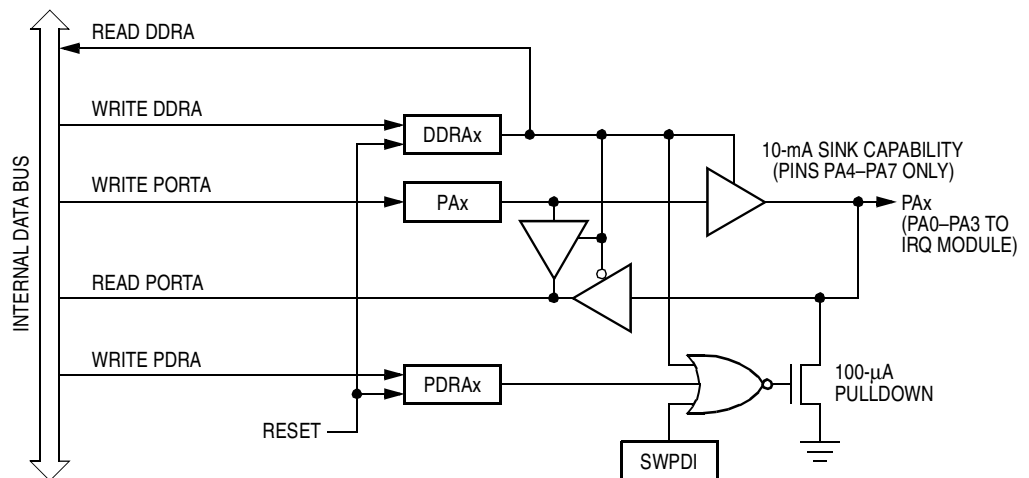 READ DDRA
WRITE DDRA
DDRAx
10-mA SINK CAPABILITY
(PINS PA4–PA7 ONLY)
WRITE PORTA
PAx
PAx
(PA0–PA3 TO
IRQ MODULE)
INTERNAL DATA BUS
READ PORTA
WRITE PDRA
PDRAx
100-µA
PULLDOWN
RESET
SWPDI